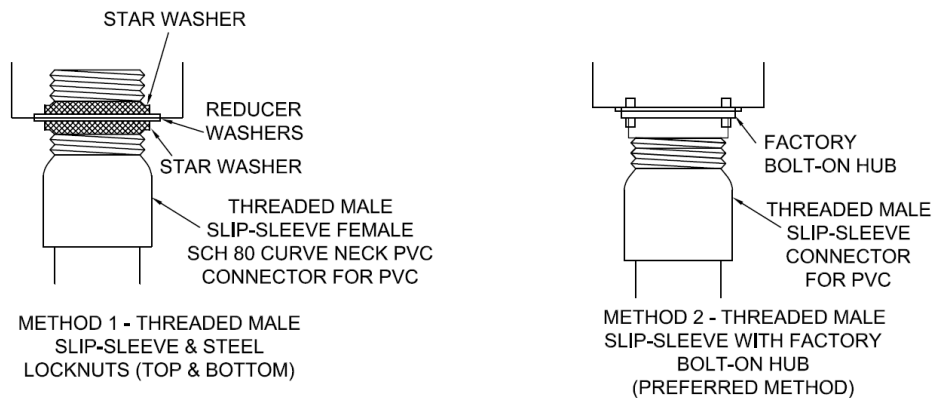 STAR WASHER
REDUCER
WASHERS
STAR WASHER
THREADED MALE
SLIP-SLEEVE FEMALE
SCH 80 CURVE NECK PVC
CONNECTOR FOR PVC
METHOD 1 - THREADED MALE
SLIP-SLEEVE & STEEL
LOCKNUTS (TOP & BOTTOM)
FACTORY
BOLT-ON HUB
THREADED MALE
SLIP-SLEEVE
CONNECTOR
FOR PVC
METHOD 2 - THREADED MALE
SLIP-SLEEVE WITH FACTORY
BOLT-ON HUB
(PREFERRED METHOD)